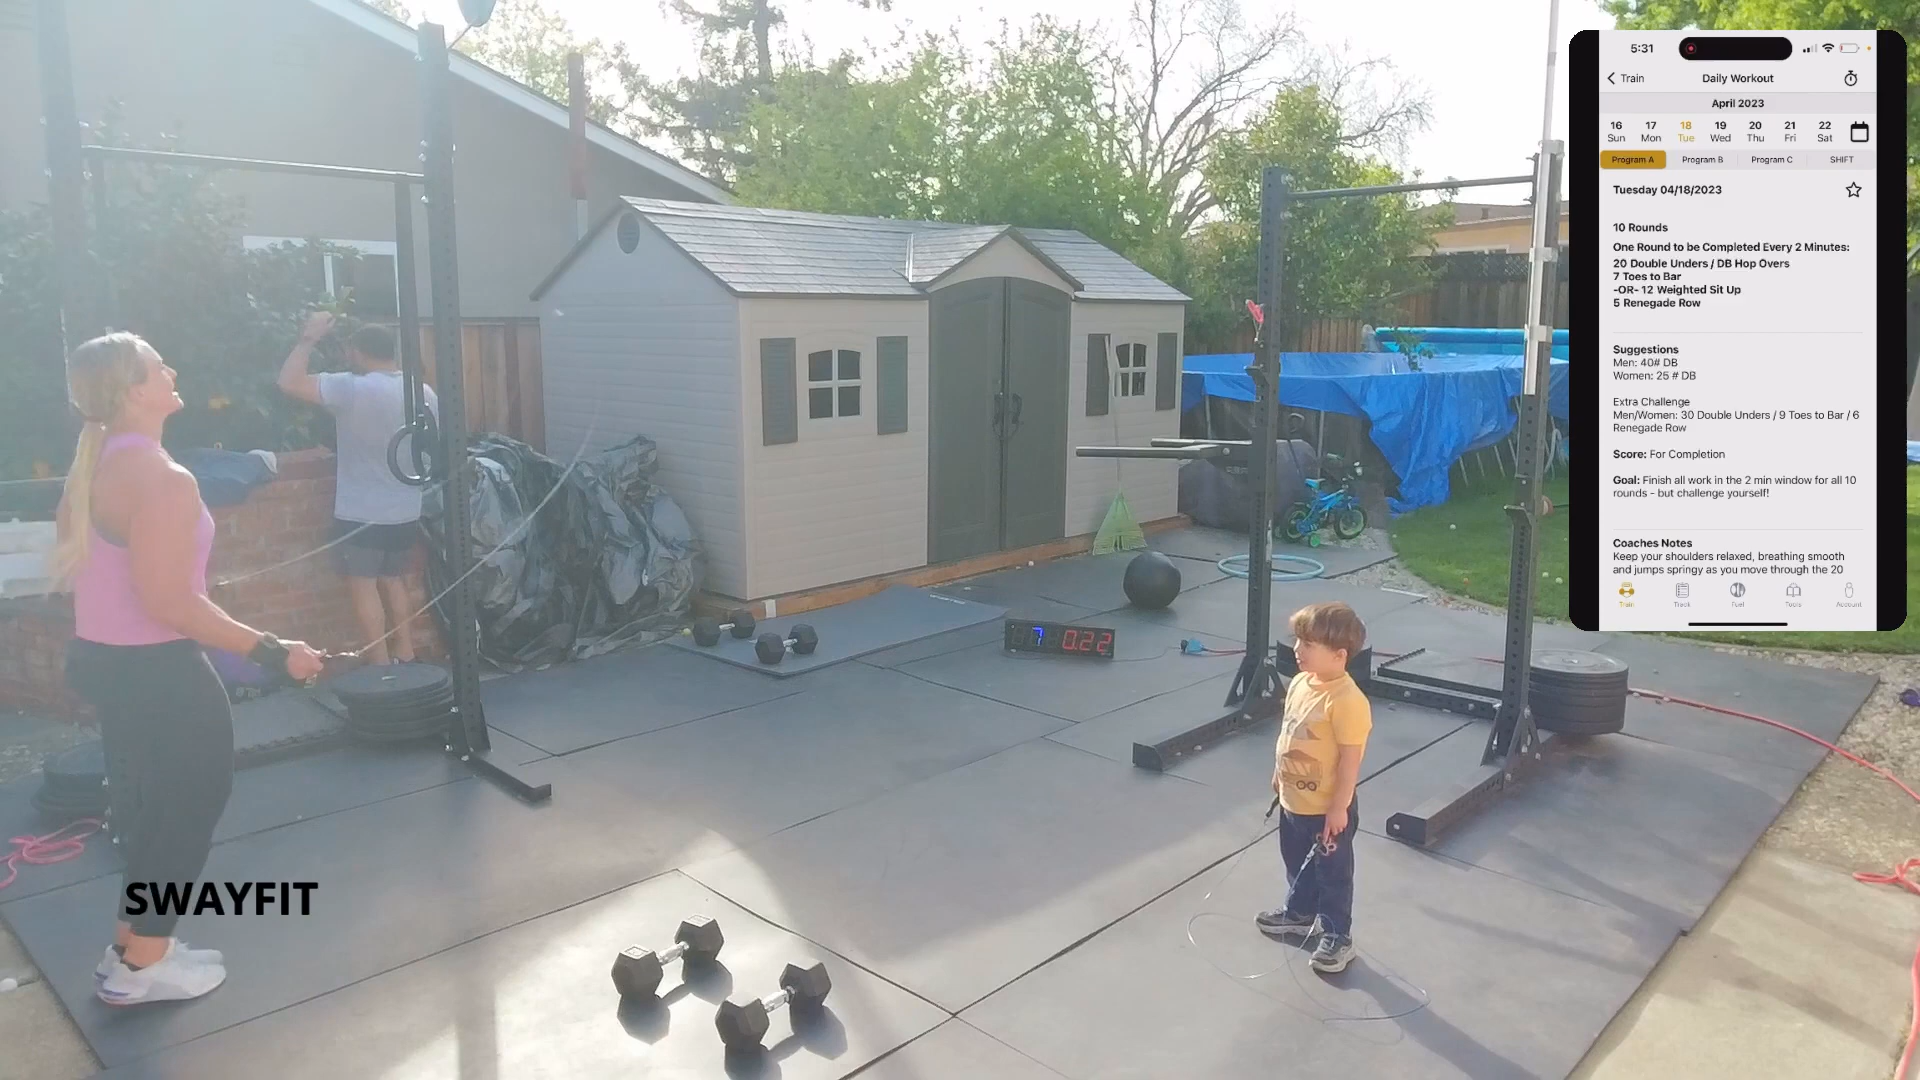 5:31
Train
Daily Workout
April 2023
16 17 18 19 20 21 22
Sun Mon Tue Wed Thu Fri Sat
Program A Program B Program C SHIFT
Tuesday 04/18/2023
10 Rounds
One Round to be Completed Every 2 Minutes:
20 Double Unders / DB Hop Overs
7 Toes to Bar
-OR- 12 Weighted Sit Up
5 Renegade Row
Suggestions
Men: 40# DB
Women: 25 # DB
Extra Challenge
Men/Women: 30 Double Unders / 9 Toes to Bar / 6
Renegade Row
Score: For Completion
Goal: Finish all work in the 2 min window for all 10
rounds - but challenge yourself!
Coaches Notes
Keep your shoulders relaxed, breathing smooth
and jumps springy as you move through the 20
Train Track Fuel Tools Account
7 0:22
SWAYFIT